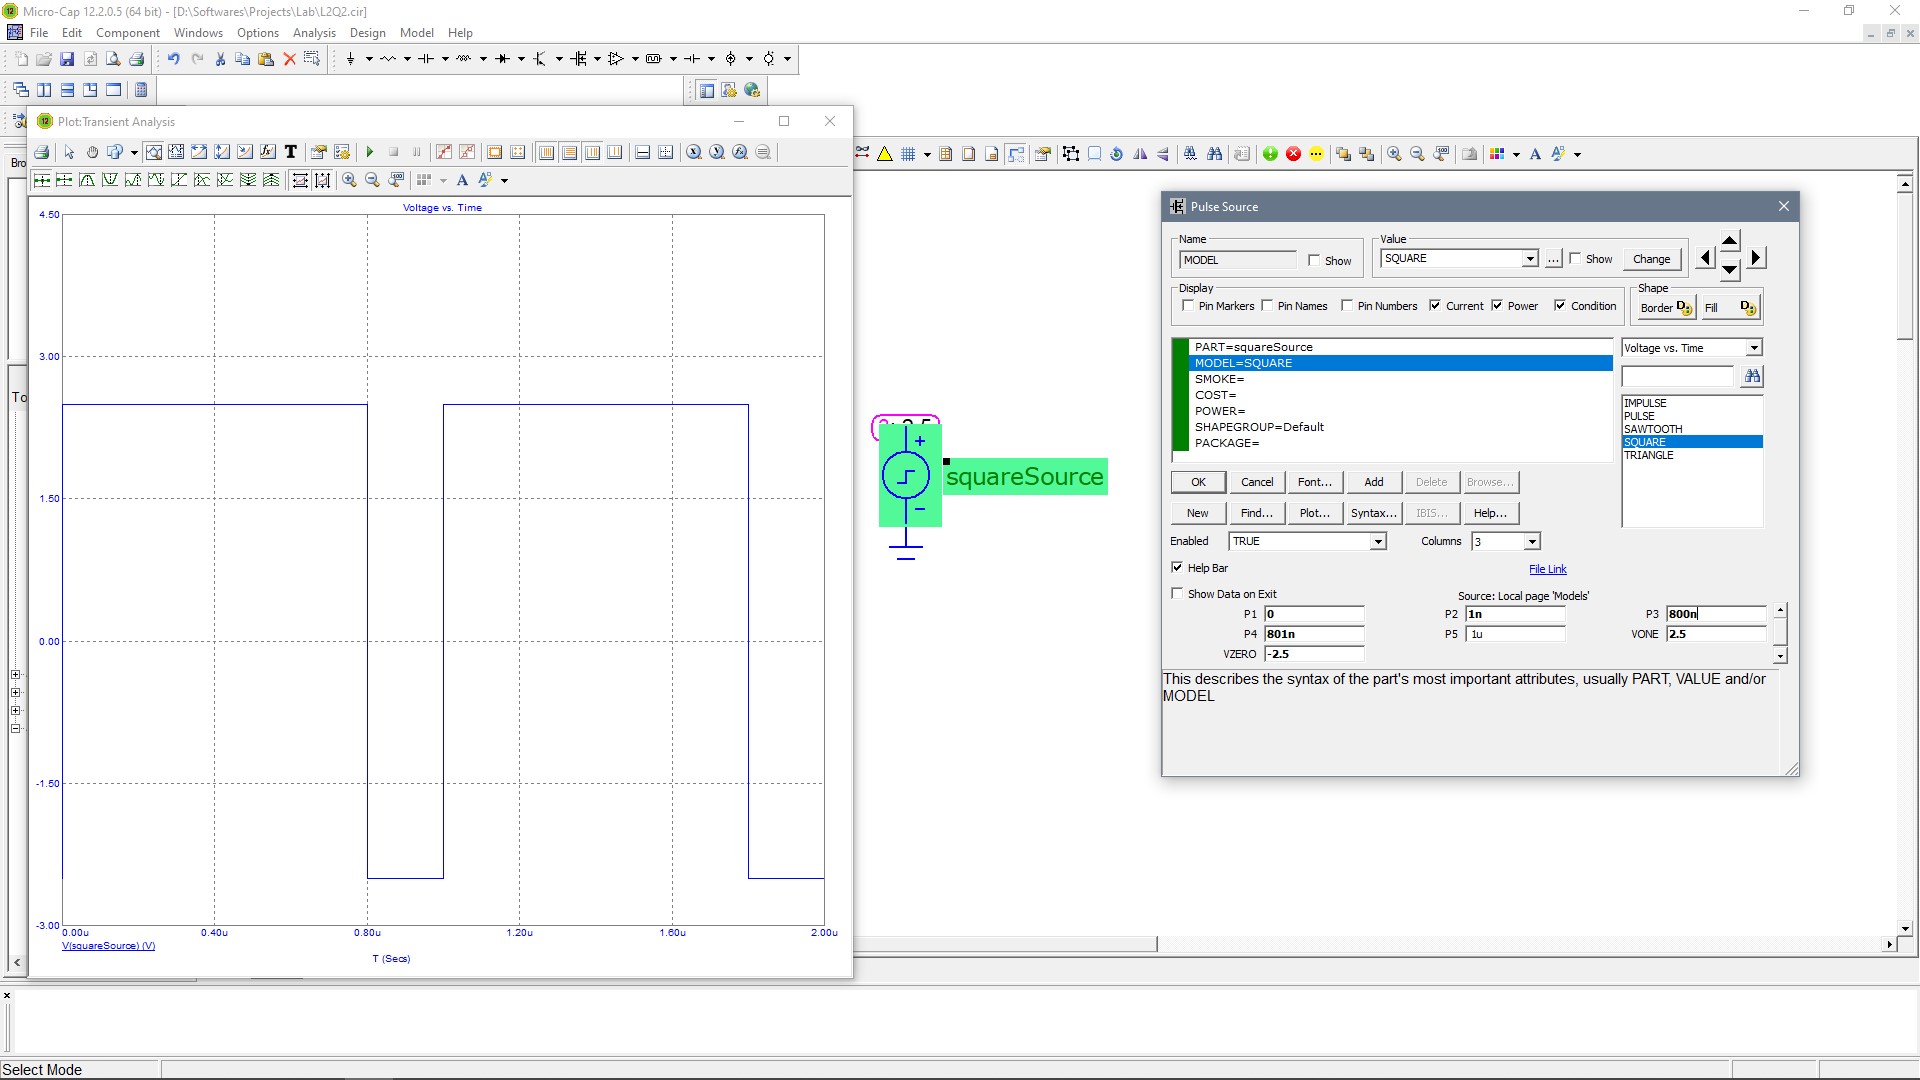 Micro-Cap 12.2.0.5 (64 bit) - [D:\Softwares\Projects\Lab\L2Q2.cir]
File Edit Component Windows Options Analysis Design Model Help
Plot:Transient Analysis
Bro
To
Voltage vs. Time
4.50
3.00
1.50
0.00
-1.50
-3.00
0.00u 0.40u 0.80u 1.20u 1.60u 2.00u
V(squareSource) (V)
T (Secs)
squareSource
Pulse Source
Name
MODEL
Show
Value
SQUARE
...
Show
Change
Display
Pin Markers Pin Names Pin Numbers Current Power Condition
Shape
Border Fill
PART=squareSource
MODEL=SQUARE
SMOKE=
COST=
POWER=
SHAPEGROUP=Default
PACKAGE=
Voltage vs. Time
IMPULSE
PULSE
SAWTOOTH
SQUARE
TRIANGLE
OK Cancel Font... Add Delete Browse...
New Find... Plot... Syntax... IBIS... Help...
Enabled TRUE Columns 3
Help Bar File Link
Show Data on Exit Source: Local page 'Models'
P1 0 P2 1n P3 800n
P4 801n P5 1u VONE 2.5
VZERO -2.5
This describes the syntax of the part's most important attributes, usually PART, VALUE and/or
MODEL
Select Mode